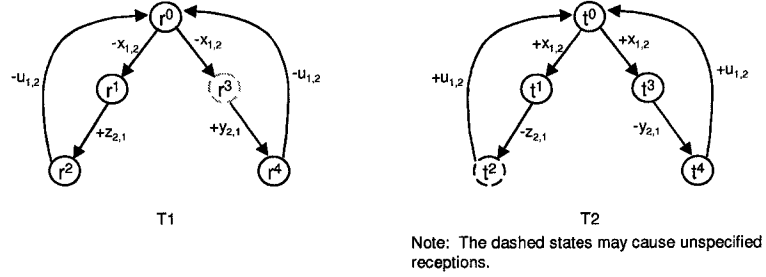 r⁰ t⁰
-x₁,₂ -x₁,₂ +x₁,₂ +x₁,₂
-u₁,₂ -u₁,₂ +u₁,₂ +u₁,₂
r¹ r³ t¹ t³
+z₂,₁ +y₂,₁ -z₂,₁ -y₂,₁
r² r⁴ t² t⁴
T1 T2
Note: The dashed states may cause unspecified
receptions.